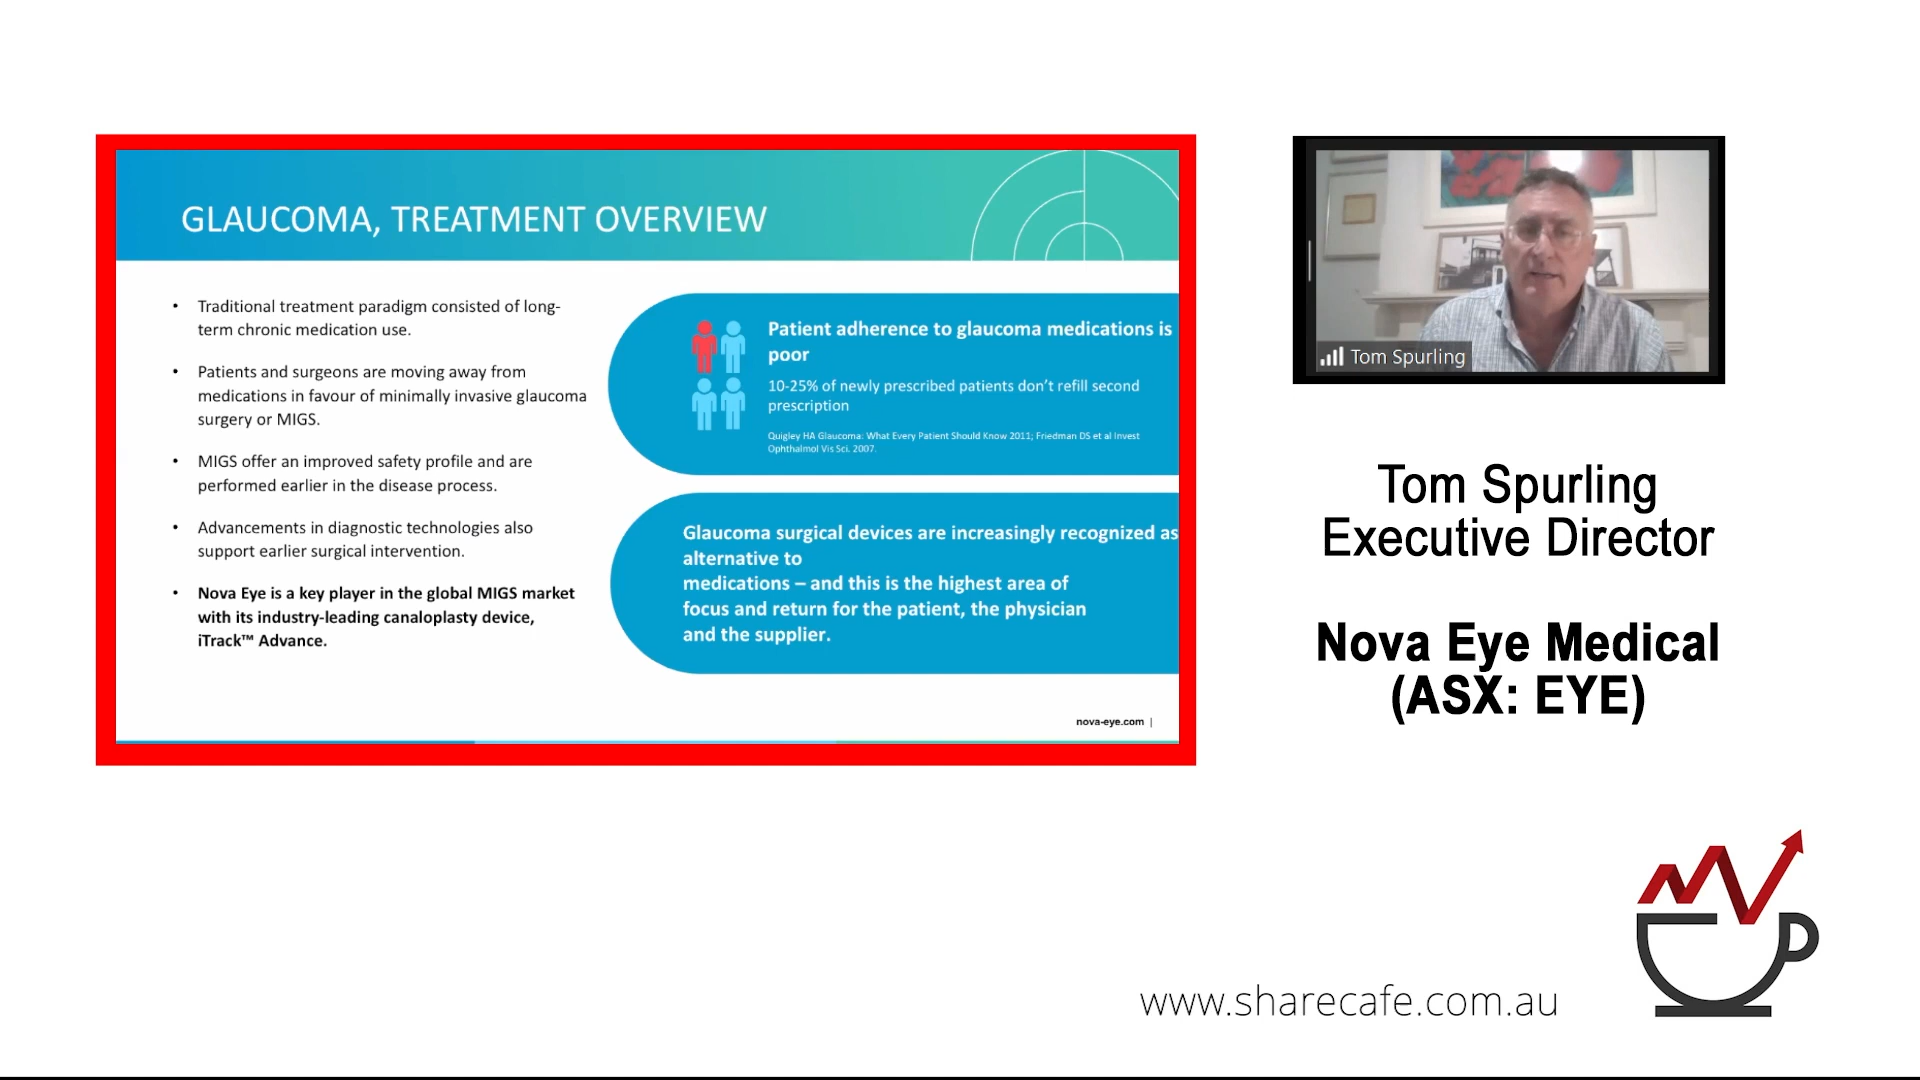 GLAUCOMA, TREATMENT OVERVIEW
• Traditional treatment paradigm consisted of long-
term chronic medication use.
• Patients and surgeons are moving away from
medications in favour of minimally invasive glaucoma
surgery or MIGS.
• MIGS offer an improved safety profile and are
performed earlier in the disease process.
• Advancements in diagnostic technologies also
support earlier surgical intervention.
• Nova Eye is a key player in the global MIGS market
with its industry-leading canaloplasty device,
iTrack™ Advance.
Patient adherence to glaucoma medications is
poor
10-25% of newly prescribed patients don't refill second
prescription
Quigley HA Glaucoma: What Every Patient Should Know 2011; Friedman DS et al Invest
Ophthalmol Vis Sci. 2007.
Glaucoma surgical devices are increasingly recognized as
alternative to
medications – and this is the highest area of
focus and return for the patient, the physician
and the supplier.
nova-eye.com |
Tom Spurling
Tom Spurling
Executive Director
Nova Eye Medical
(ASX: EYE)
www.sharecafe.com.au